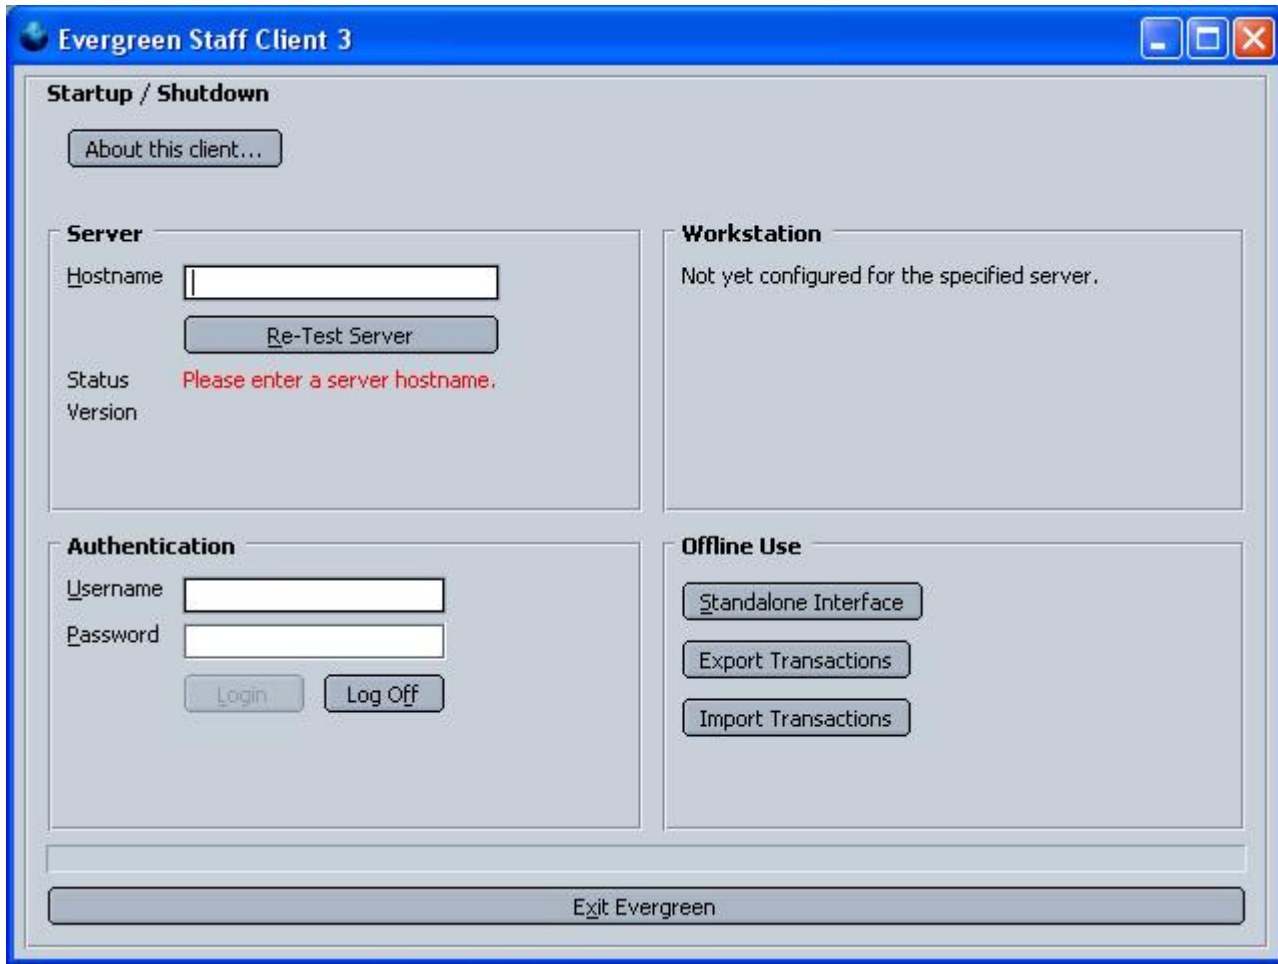 Evergreen Staff Client 3
Startup / Shutdown
About this client...
Server
Hostname
Re-Test Server
Status Please enter a server hostname.
Version
Workstation
Not yet configured for the specified server.
Authentication
Username
Password
Login Log Off
Offline Use
Standalone Interface
Export Transactions
Import Transactions
Exit Evergreen